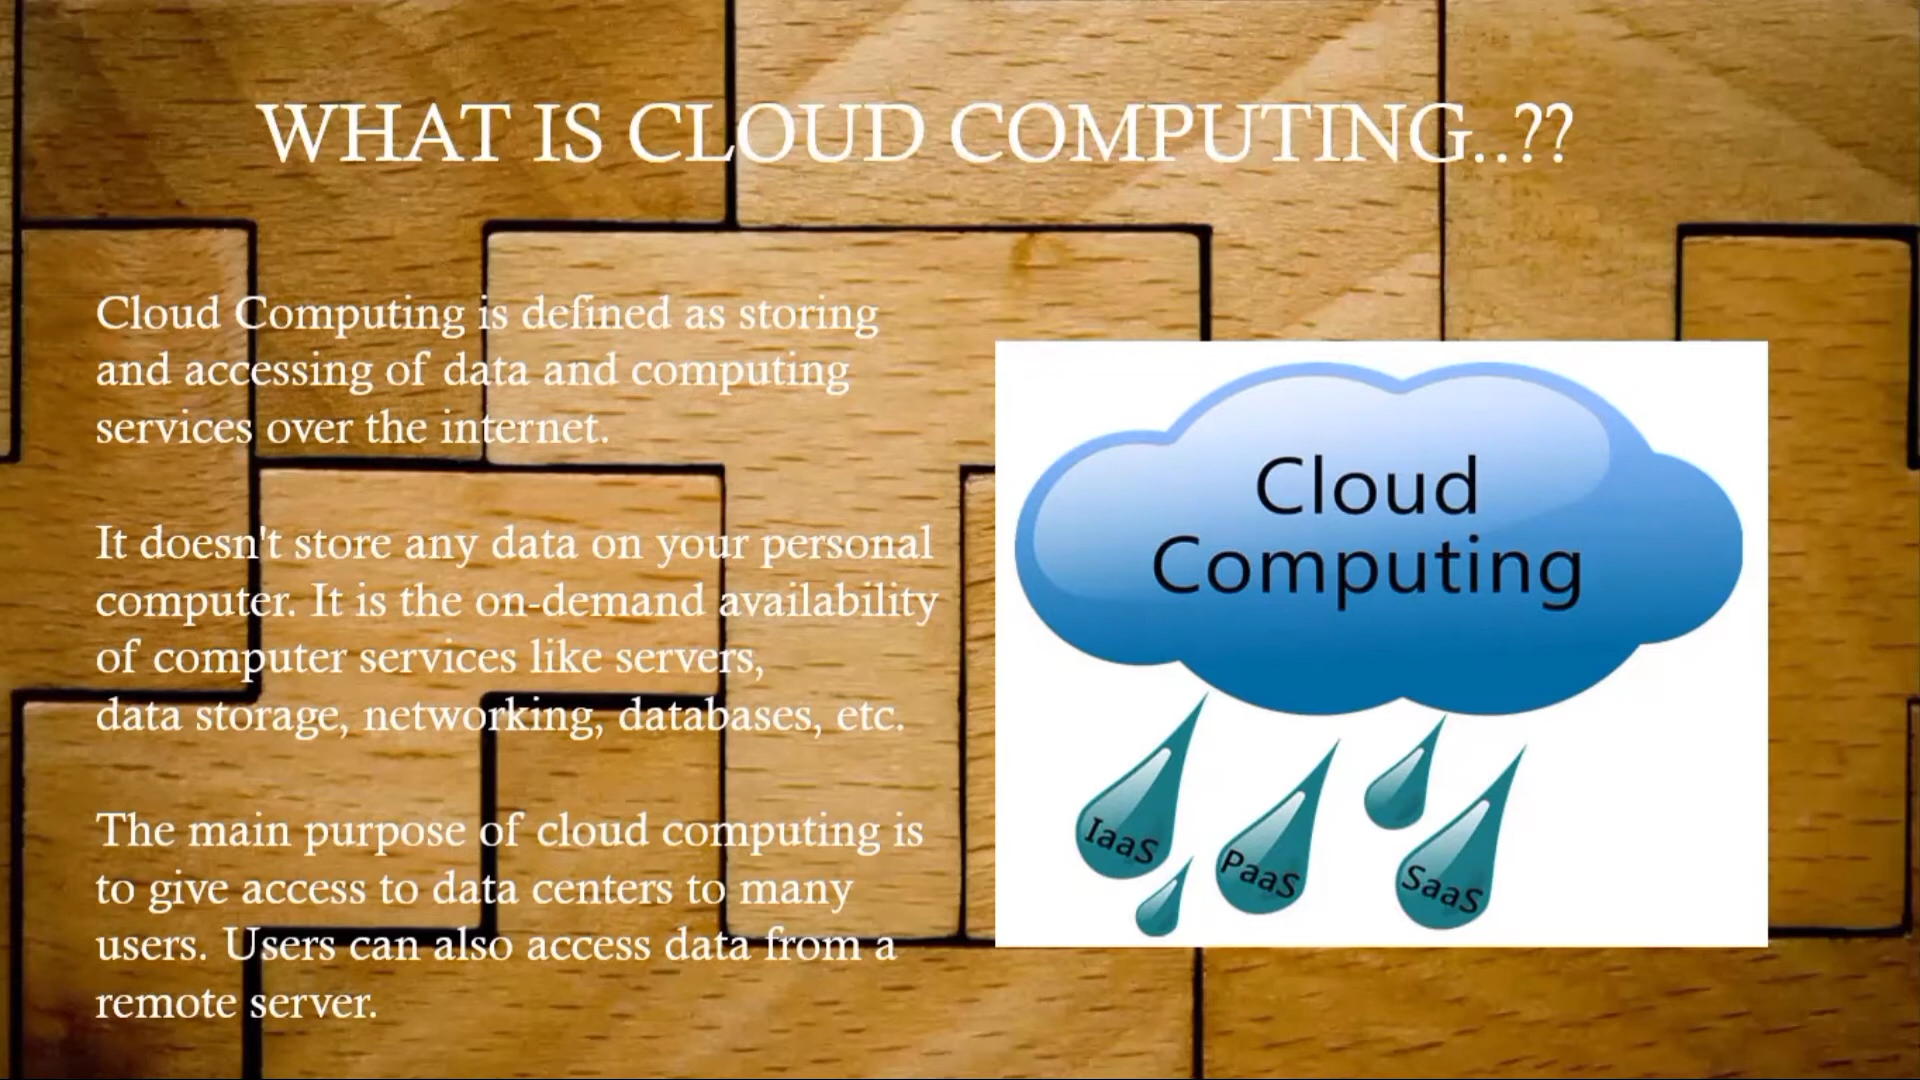 WHAT IS CLOUD COMPUTING..??
Cloud Computing is defined as storing
and accessing of data and computing
services over the internet.
It doesn't store any data on your personal
computer. It is the on-demand availability
of computer services like servers,
data storage, networking, databases, etc.
The main purpose of cloud computing is
to give access to data centers to many
users. Users can also access data from a
remote server.
Cloud
Computing
IaaS
PaaS
SaaS